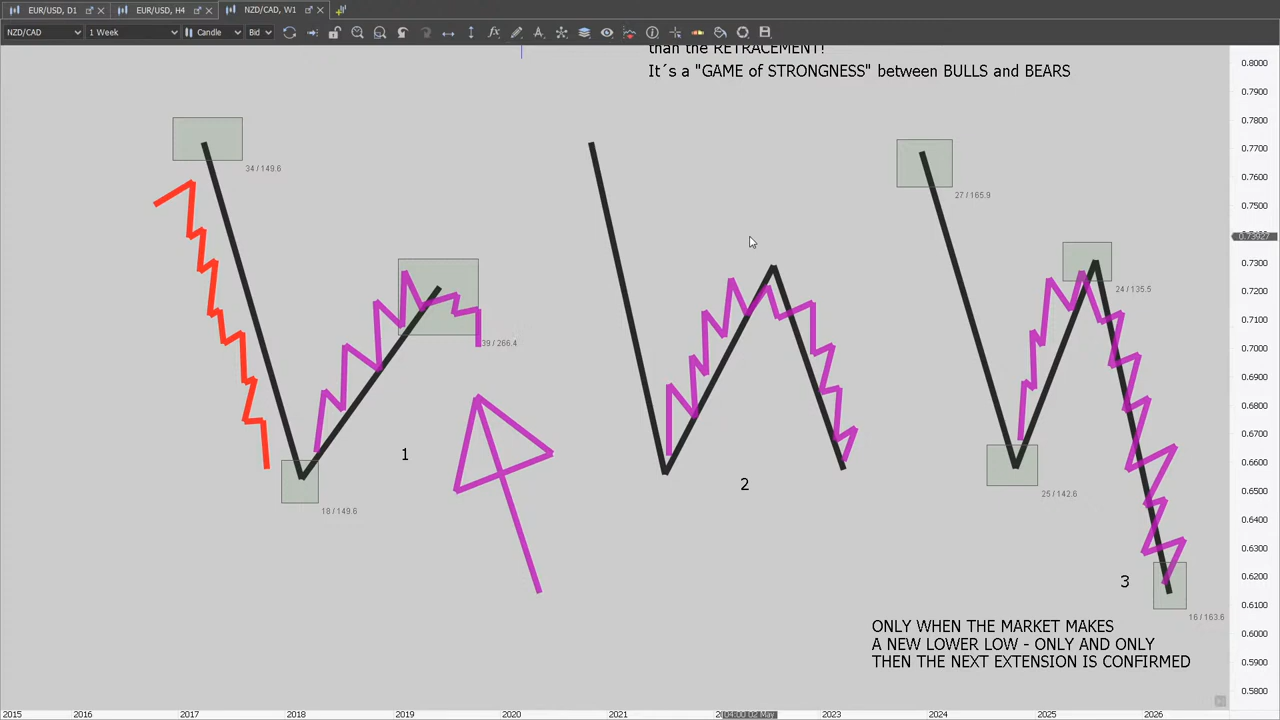 EUR/USD, D1
EUR/USD, H4
NZD/CAD, W1
NZD/CAD
1 Week
Candle
Bid
than the RETRACEMENT!
It´s a "GAME of STRONGNESS" between BULLS and BEARS
34 / 149.6
27 / 165.9
24 / 135.5
39 / 266.4
1
2
25 / 142.6
18 / 149.6
3
16 / 163.6
ONLY WHEN THE MARKET MAKES
A NEW LOWER LOW - ONLY AND ONLY
THEN THE NEXT EXTENSION IS CONFIRMED
0.8000
0.7900
0.7800
0.7700
0.7600
0.7500
0.73927
0.7300
0.7200
0.7100
0.7000
0.6900
0.6800
0.6700
0.6600
0.6500
0.6400
0.6300
0.6200
0.6100
0.6000
0.5900
0.5800
2015
2016
2017
2018
2019
2020
2021
04:00 02 May
2023
2024
2025
2026